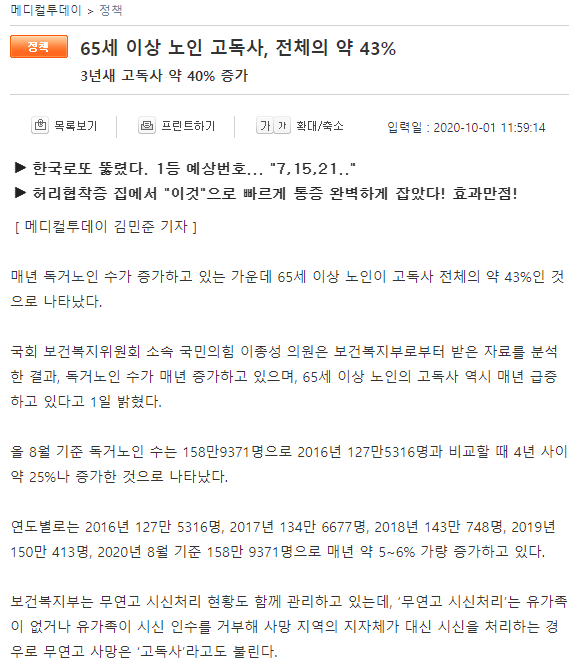 메디컬투데이 > 정책
정책
65세 이상 노인 고독사, 전체의 약 43%
3년새 고독사 약 40% 증가
목록보기
프린트하기
가 가 확대/축소
입력일 : 2020-10-01 11:59:14
▶ 한국로또 뚫렸다. 1등 예상번호... "7,15,21.."
▶ 허리협착증 집에서 "이것"으로 빠르게 통증 완벽하게 잡았다! 효과만점!
[ 메디컬투데이 김민준 기자 ]
매년 독거노인 수가 증가하고 있는 가운데 65세 이상 노인이 고독사 전체의 약 43%인 것
으로 나타났다.
국회 보건복지위원회 소속 국민의힘 이종성 의원은 보건복지부로부터 받은 자료를 분석
한 결과, 독거노인 수가 매년 증가하고 있으며, 65세 이상 노인의 고독사 역시 매년 급증
하고 있다고 1일 밝혔다.
올 8월 기준 독거노인 수는 158만9371명으로 2016년 127만5316명과 비교할 때 4년 사이
약 25%나 증가한 것으로 나타났다.
연도별로는 2016년 127만 5316명, 2017년 134만 6677명, 2018년 143만 748명, 2019년
150만 413명, 2020년 8월 기준 158만 9371명으로 매년 약 5~6% 가량 증가하고 있다.
보건복지부는 무연고 시신처리 현황도 함께 관리하고 있는데, ‘무연고 시신처리’는 유가족
이 없거나 유가족이 시신 인수를 거부해 사망 지역의 지자체가 대신 시신을 처리하는 경
우로 무연고 사망은 ‘고독사’라고도 불린다.